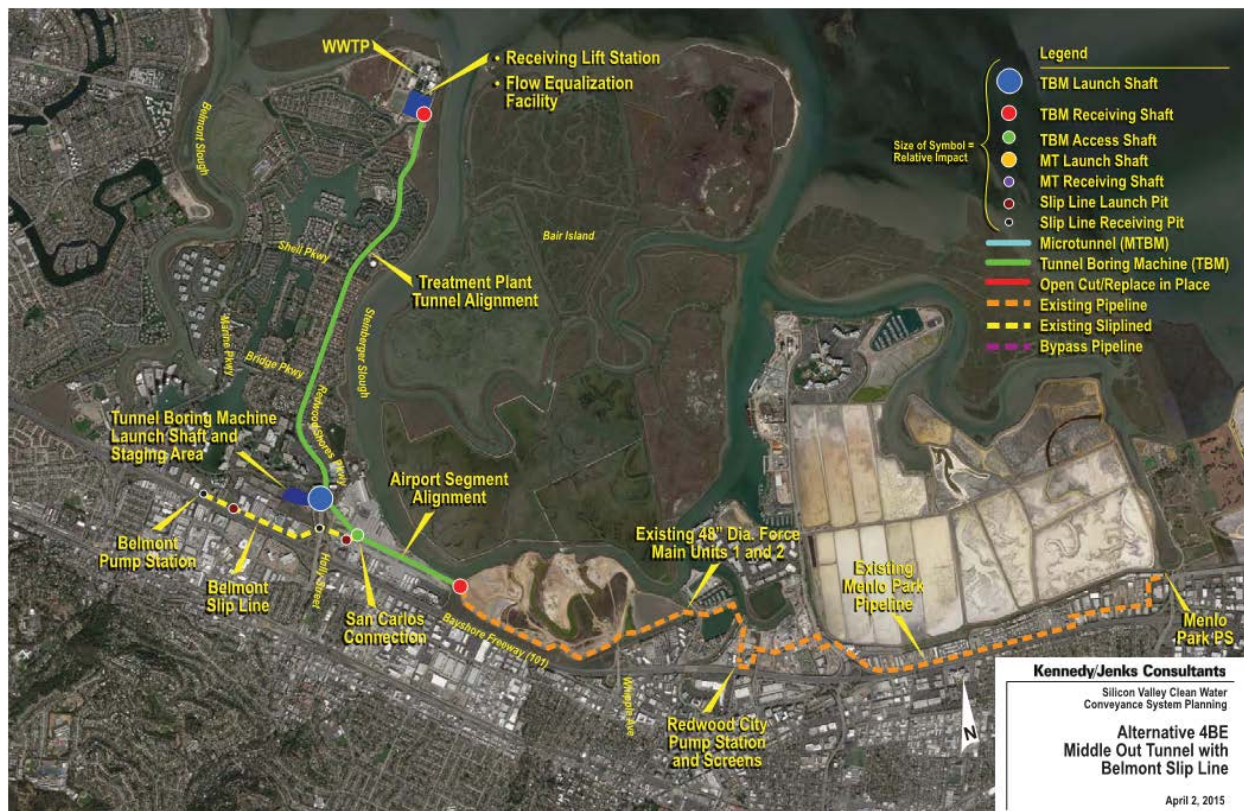 WWTP
• Receiving Lift Station
• Flow Equalization
Facility
Belmont Slough
Bair Island
Shell Pkwy
Treatment Plant
Tunnel Alignment
Steinberger Slough
Marine Pkwy
Bridge Pkwy
Redwood Shores Pkwy
Tunnel Boring Machine
Launch Shaft and
Staging Area
Airport Segment
Alignment
Belmont
Pump Station
Belmont
Slip Line
Holly Street
San Carlos
Connection
Bayshore Freeway (101)
Existing 48" Dia. Force
Main Units 1 and 2
Whipple Ave
Redwood City
Pump Station
and Screens
Existing
Menlo Park
Pipeline
Menlo
Park PS
Legend
Size of Symbol =
Relative Impact
TBM Launch Shaft
TBM Receiving Shaft
TBM Access Shaft
MT Launch Shaft
MT Receiving Shaft
Slip Line Launch Pit
Slip Line Receiving Pit
Microtunnel (MTBM)
Tunnel Boring Machine (TBM)
Open Cut/Replace in Place
Existing Pipeline
Existing Sliplined
Bypass Pipeline
N
Kennedy/Jenks Consultants
Silicon Valley Clean Water
Conveyance System Planning
Alternative 4BE
Middle Out Tunnel with
Belmont Slip Line
April 2, 2015